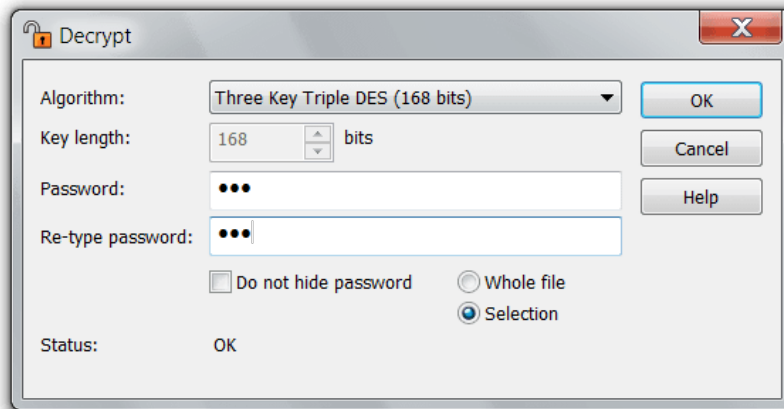 Decrypt
Algorithm: Three Key Triple DES (168 bits) OK
Key length: 168 bits Cancel
Password: ●●● Help
Re-type password: ●●●
Do not hide password Whole file
Selection
Status: OK